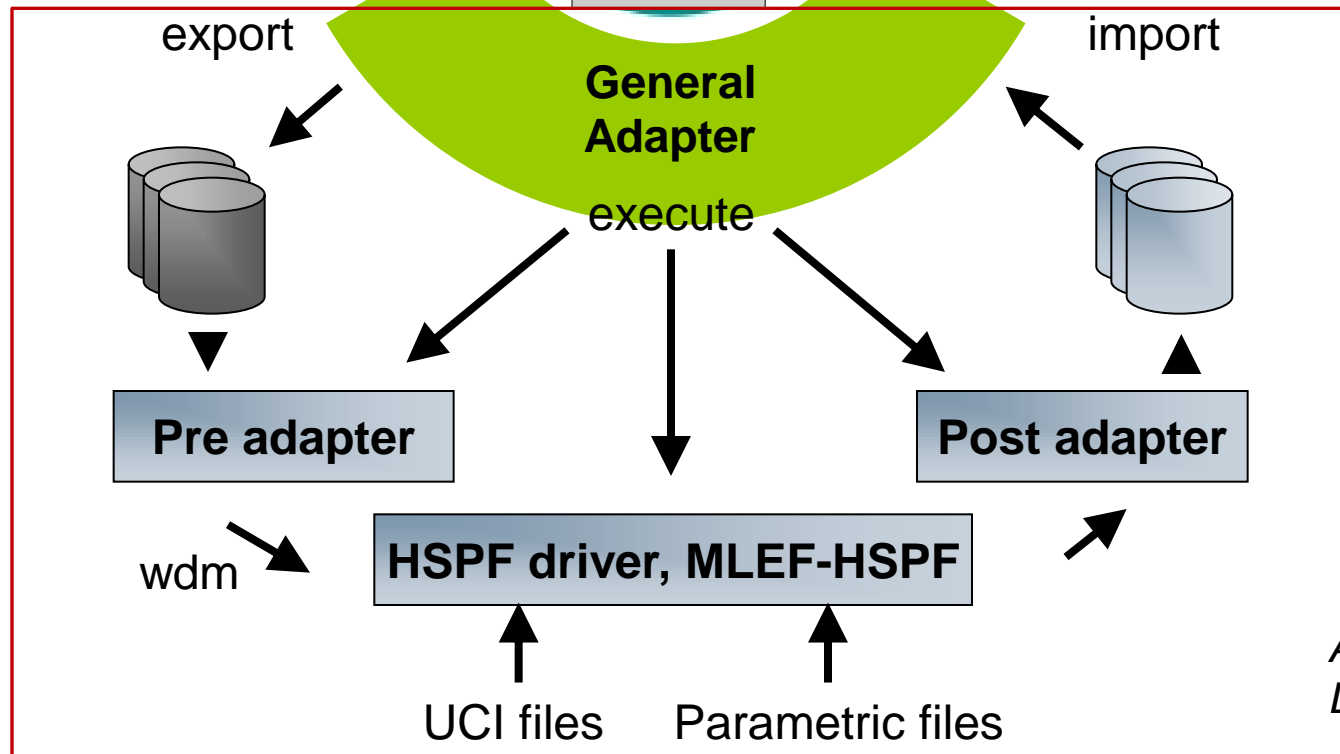 export
import
General
Adapter
execute
Pre adapter
Post adapter
wdm
HSPF driver, MLEF-HSPF
UCI files
Parametric files